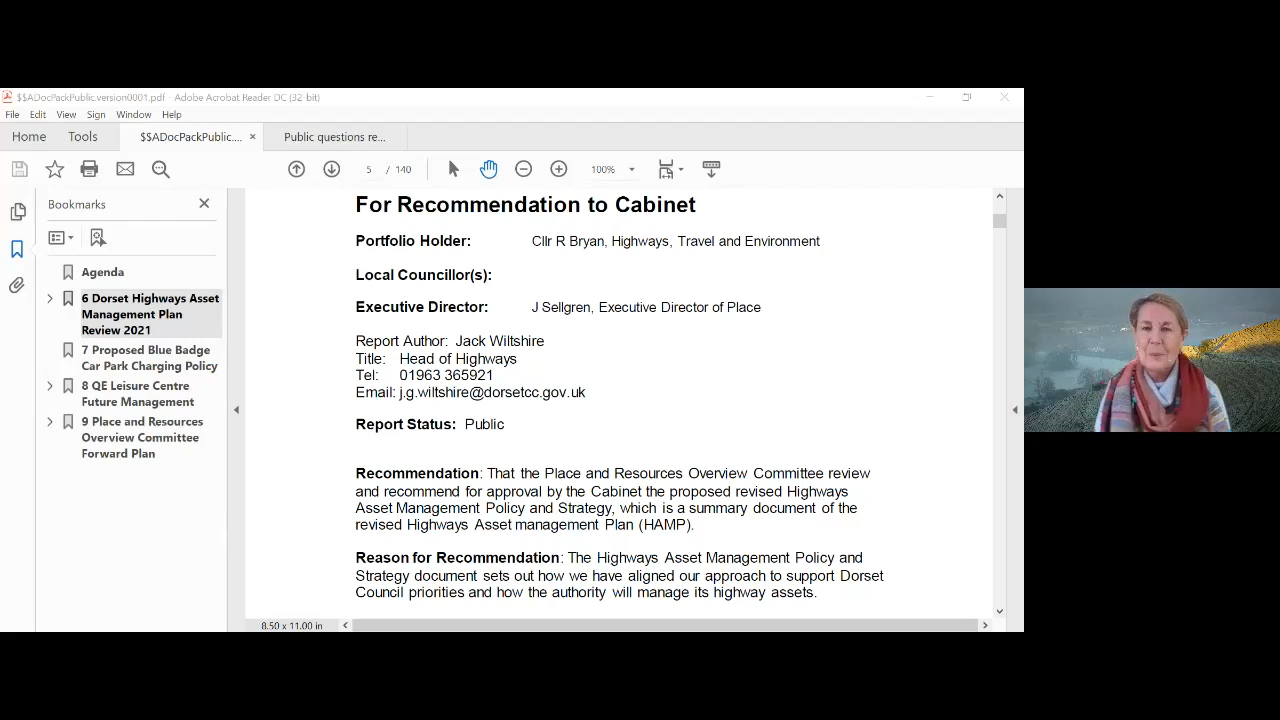 $$ADocPackPublic.version0001.pdf - Adobe Acrobat Reader DC (32-bit)
File Edit View Sign Window Help
Home Tools $$ADocPackPublic.... × Public questions re...
5 / 140 100%
Bookmarks
Agenda
6 Dorset Highways Asset
Management Plan
Review 2021
7 Proposed Blue Badge
Car Park Charging Policy
8 QE Leisure Centre
Future Management
9 Place and Resources
Overview Committee
Forward Plan
For Recommendation to Cabinet
Portfolio Holder: Cllr R Bryan, Highways, Travel and Environment
Local Councillor(s):
Executive Director: J Sellgren, Executive Director of Place
Report Author: Jack Wiltshire
Title: Head of Highways
Tel: 01963 365921
Email: j.g.wiltshire@dorsetcc.gov.uk
Report Status: Public
Recommendation: That the Place and Resources Overview Committee review
and recommend for approval by the Cabinet the proposed revised Highways
Asset Management Policy and Strategy, which is a summary document of the
revised Highways Asset management Plan (HAMP).
Reason for Recommendation: The Highways Asset Management Policy and
Strategy document sets out how we have aligned our approach to support Dorset
Council priorities and how the authority will manage its highway assets.
8.50 x 11.00 in